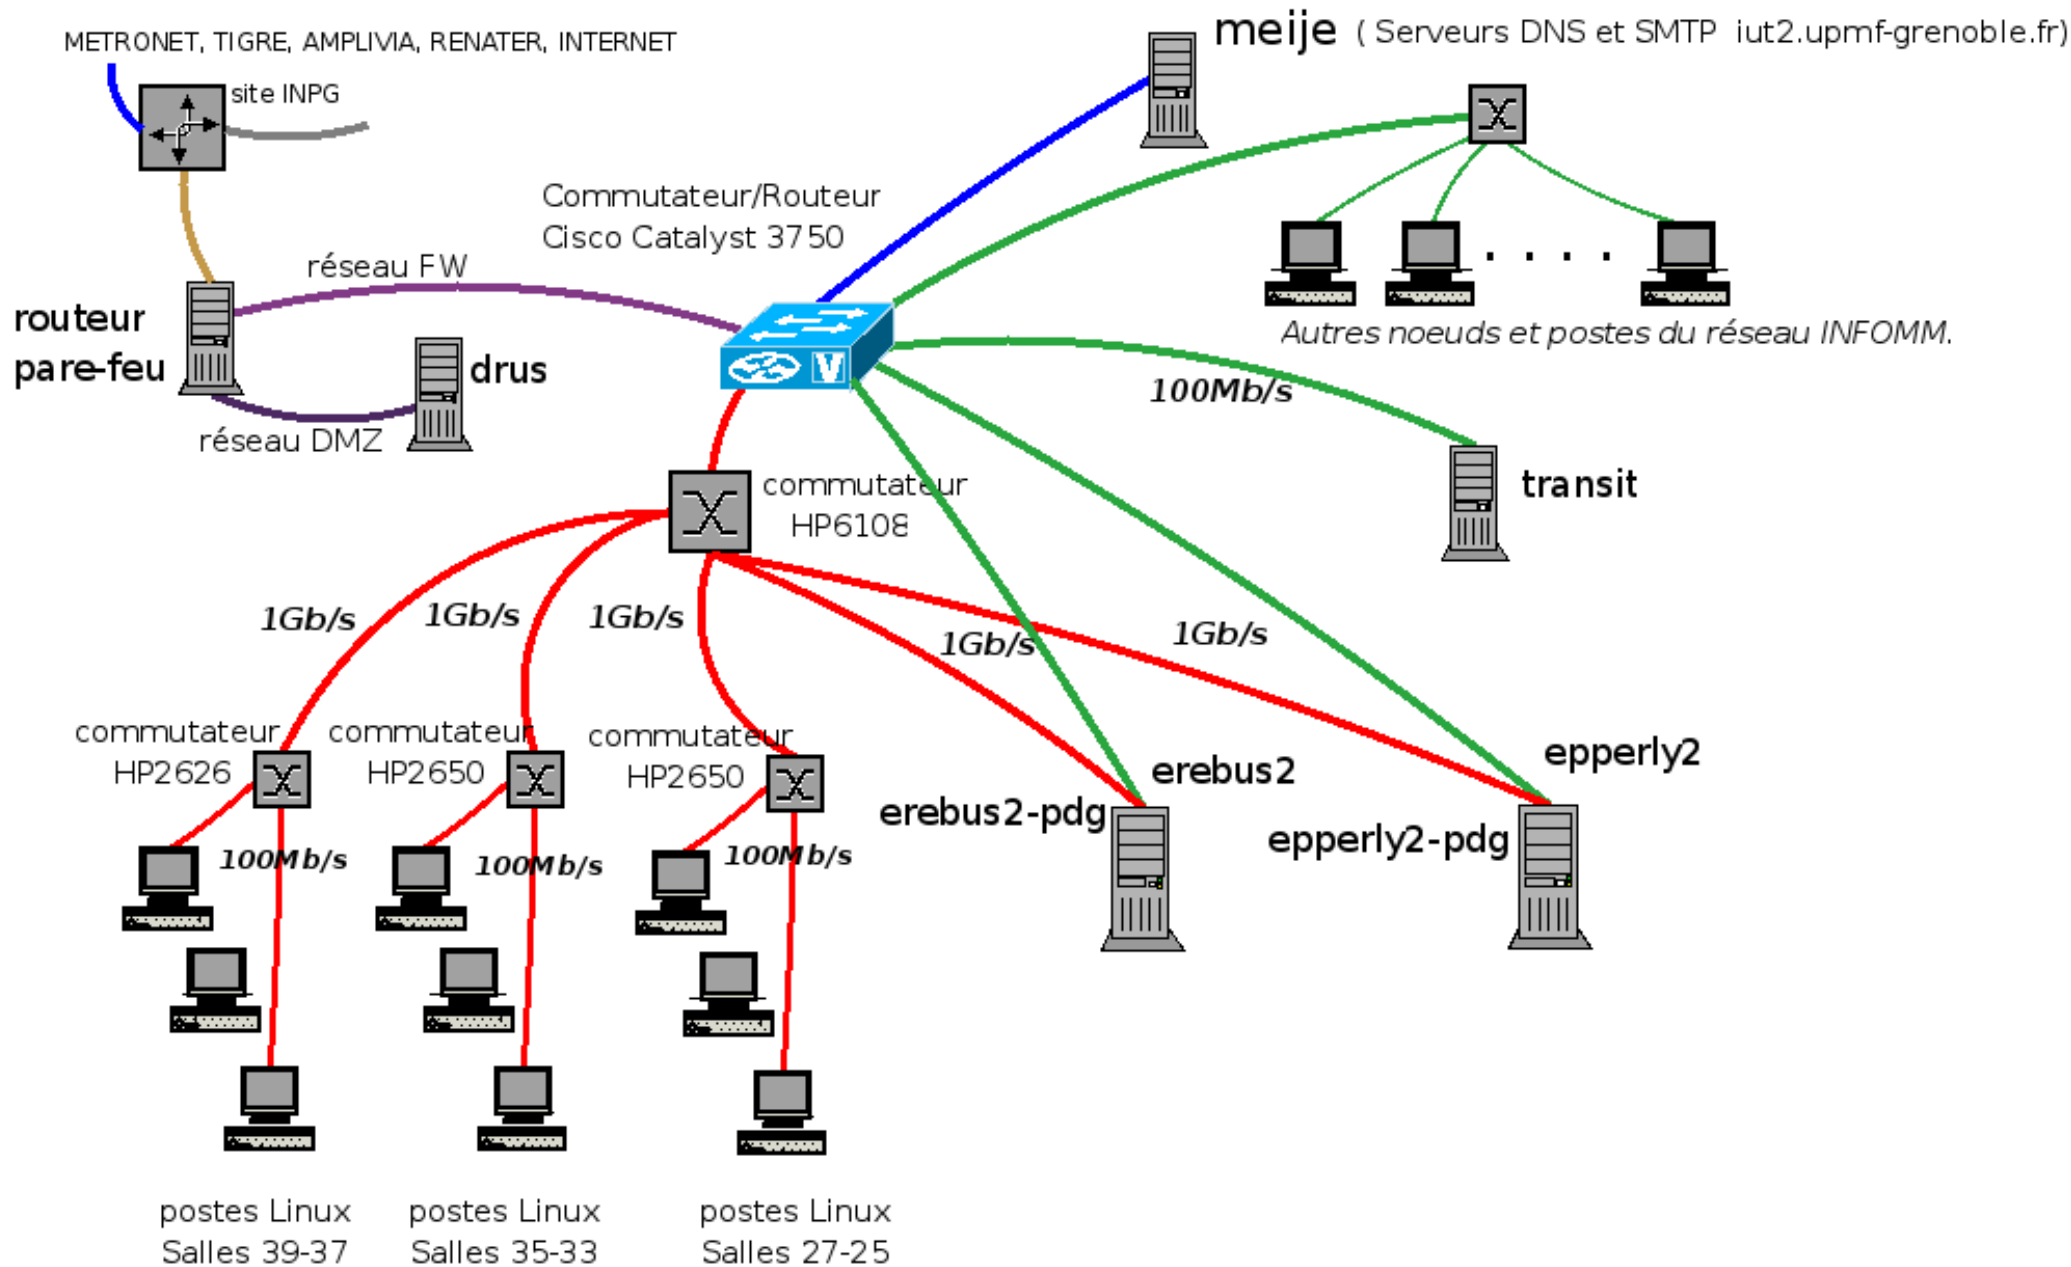 METRONET, TIGRE, AMPLIVIA, RENATER, INTERNET
site INPG
meije ( Serveurs DNS et SMTP iut2.upmf-grenoble.fr)
Commutateur/Routeur
Cisco Catalyst 3750
réseau FW
routeur
pare-feu
drus
réseau DMZ
V
Autres noeuds et postes du réseau INFOMM.
100Mb/s
transit
commutateur
HP6108
1Gb/s
1Gb/s
1Gb/s
1Gb/s
1Gb/s
commutateur
HP2626
commutateur
HP2650
commutateur
HP2650
erebus2
erebus2-pdg
epperly2
epperly2-pdg
100Mb/s
100Mb/s
100Mb/s
postes Linux
Salles 39-37
postes Linux
Salles 35-33
postes Linux
Salles 27-25